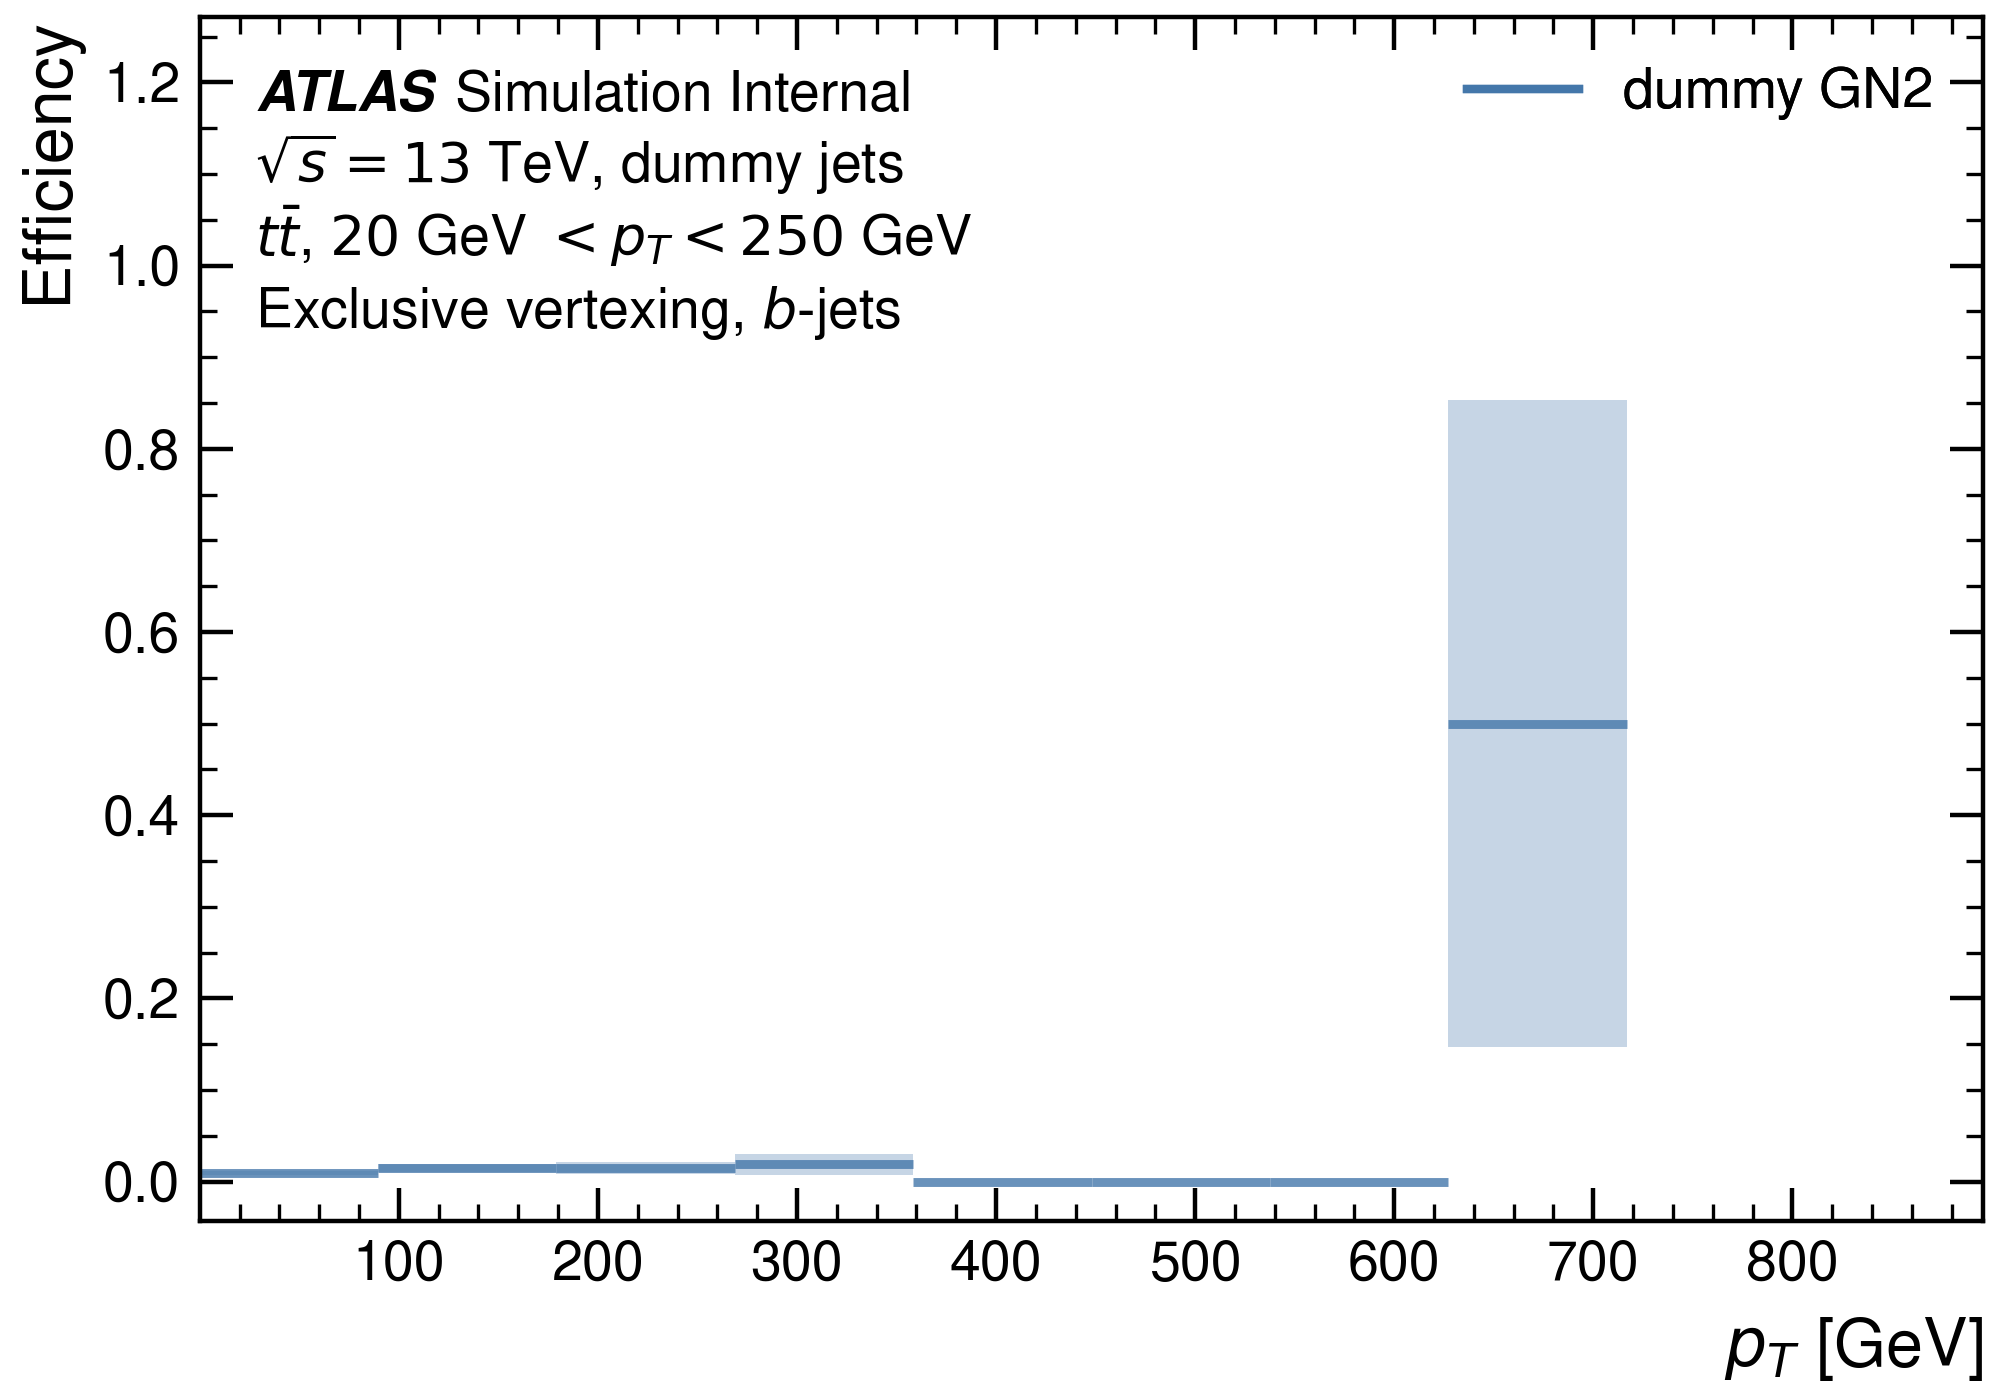 Efficiency
1.2
1.0
0.8
0.6
0.4
0.2
0.0
ATLAS Simulation Internal
√s = 13 TeV, dummy jets
tt̄, 20 GeV < p_T < 250 GeV
Exclusive vertexing, b-jets
dummy GN2
100 200 300 400 500 600 700 800
p_T [GeV]